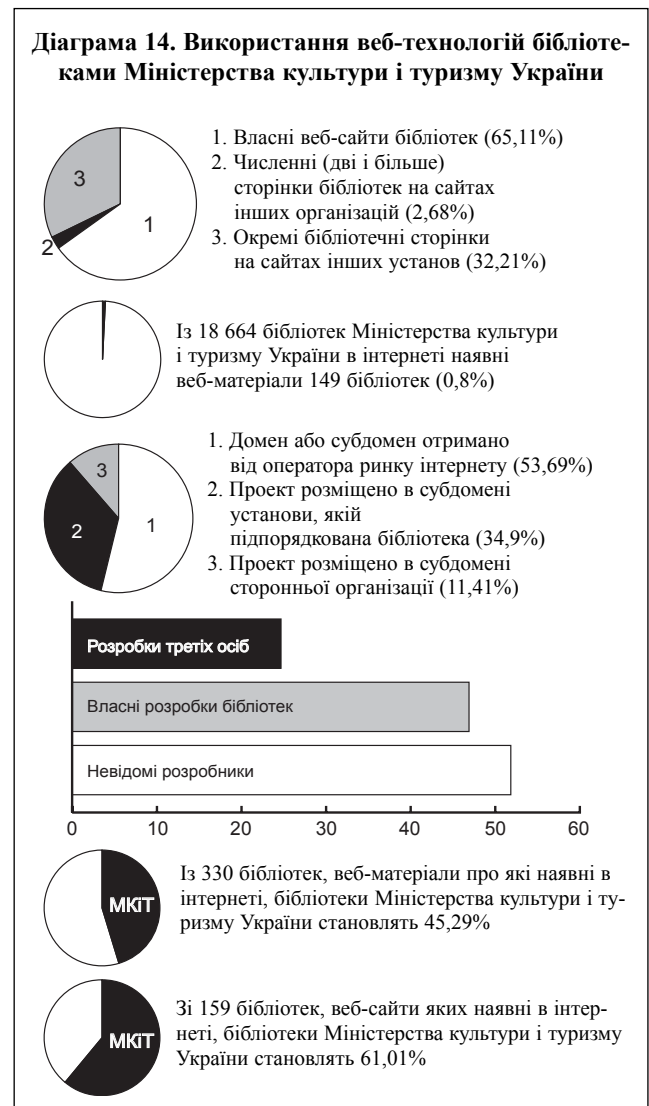 Діаграма 14. Використання веб-технологій бібліоте-
ками Міністерства культури і туризму України
1. Власні веб-сайти бібліотек (65,11%)
2. Численні (дві і більше)
сторінки бібліотек на сайтах
інших організацій (2,68%)
3. Окремі бібліотечні сторінки
на сайтах інших установ (32,21%)
3
1
2
Із 18 664 бібліотек Міністерства культури
і туризму України в інтернеті наявні
веб-матеріали 149 бібліотек (0,8%)
1. Домен або субдомен отримано
від оператора ринку інтернету (53,69%)
2. Проект розміщено в субдомені
установи, якій
підпорядкована бібліотека (34,9%)
3. Проект розміщено в субдомені
сторонньої організації (11,41%)
3
2
1
Розробки третіх осіб
Власні розробки бібліотек
Невідомі розробники
0 10 20 30 40 50 60
МКіТ
Із 330 бібліотек, веб-матеріали про які наявні в
інтернеті, бібліотеки Міністерства культури і ту-
ризму України становлять 45,29%
МКіТ
Зі 159 бібліотек, веб-сайти яких наявні в інтер-
неті, бібліотеки Міністерства культури і туризму
України становлять 61,01%